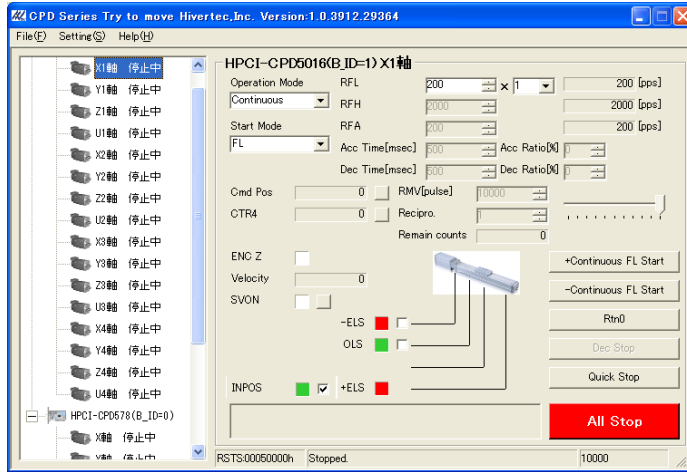 CPD Series Try to move Hivertec,Inc. Version:1.0.3912.29364
File(F) Setting(S) Help(H)
X1軸 停止中
Y1軸 停止中
Z1軸 停止中
U1軸 停止中
X2軸 停止中
Y2軸 停止中
Z2軸 停止中
U2軸 停止中
X3軸 停止中
Y3軸 停止中
Z3軸 停止中
U3軸 停止中
X4軸 停止中
Y4軸 停止中
Z4軸 停止中
U4軸 停止中
HPCI-CPD578(B_ID=0)
X軸 停止中
Y軸 停止中
HPCI-CPD5016(B_ID=1) X1軸
Operation Mode RFL 200 × 1 200 [pps]
Continuous RFH 2000 2000 [pps]
Start Mode RFA 200 200 [pps]
FL Acc Time[msec] 500 Acc Ratio[%] 0
Dec Time[msec] 500 Dec Ratio[%] 0
Cmd Pos 0 RMV[pulse] 10000
CTR4 0 Recipro. 1
Remain counts 0
ENC Z
Velocity 0
SVON
-ELS
OLS
INPOS +ELS
+Continuous FL Start
-Continuous FL Start
Rtn0
Dec Stop
Quick Stop
All Stop
RSTS:00050000h Stopped. 10000